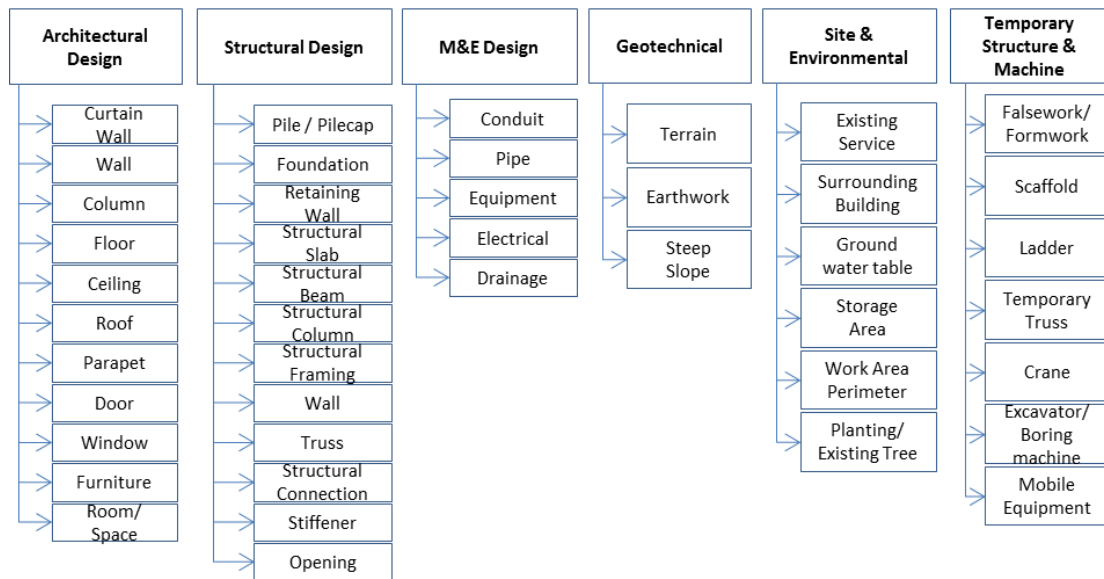 Architectural
Design
Curtain
Wall
Wall
Column
Floor
Ceiling
Roof
Parapet
Door
Window
Furniture
Room/
Space
Structural Design
Pile / Pilecap
Foundation
Retaining
Wall
Structural
Slab
Structural
Beam
Structural
Column
Structural
Framing
Wall
Truss
Structural
Connection
Stiffener
Opening
M&E Design
Conduit
Pipe
Equipment
Electrical
Drainage
Geotechnical
Terrain
Earthwork
Steep
Slope
Site &
Environmental
Existing
Service
Surrounding
Building
Ground
water table
Storage
Area
Work Area
Perimeter
Planting/
Existing Tree
Temporary
Structure &
Machine
Falsework/
Formwork
Scaffold
Ladder
Temporary
Truss
Crane
Excavator/
Boring
machine
Mobile
Equipment